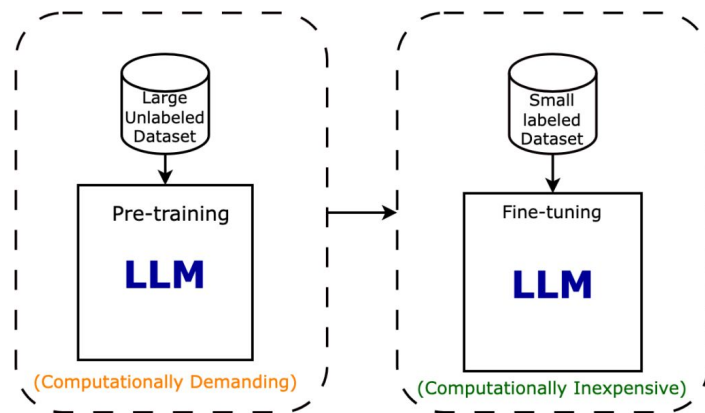 Large
Unlabeled
Dataset
Pre-training
LLM
(Computationally Demanding)
Small
labeled
Dataset
Fine-tuning
LLM
(Computationally Inexpensive)